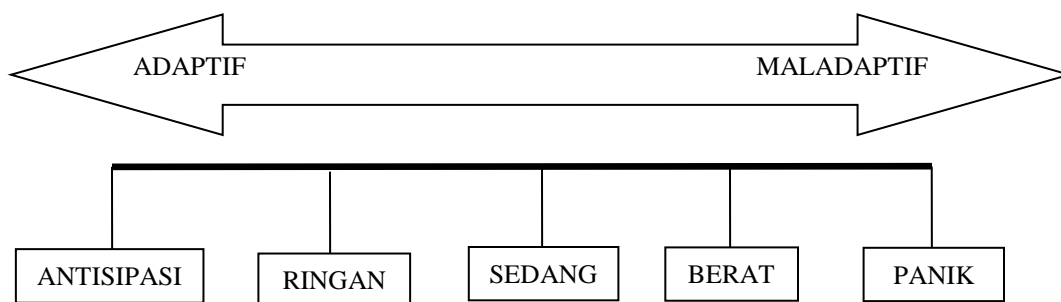 ADAPTIF MALADAPTIF
ANTISIPASI RINGAN SEDANG BERAT PANIK